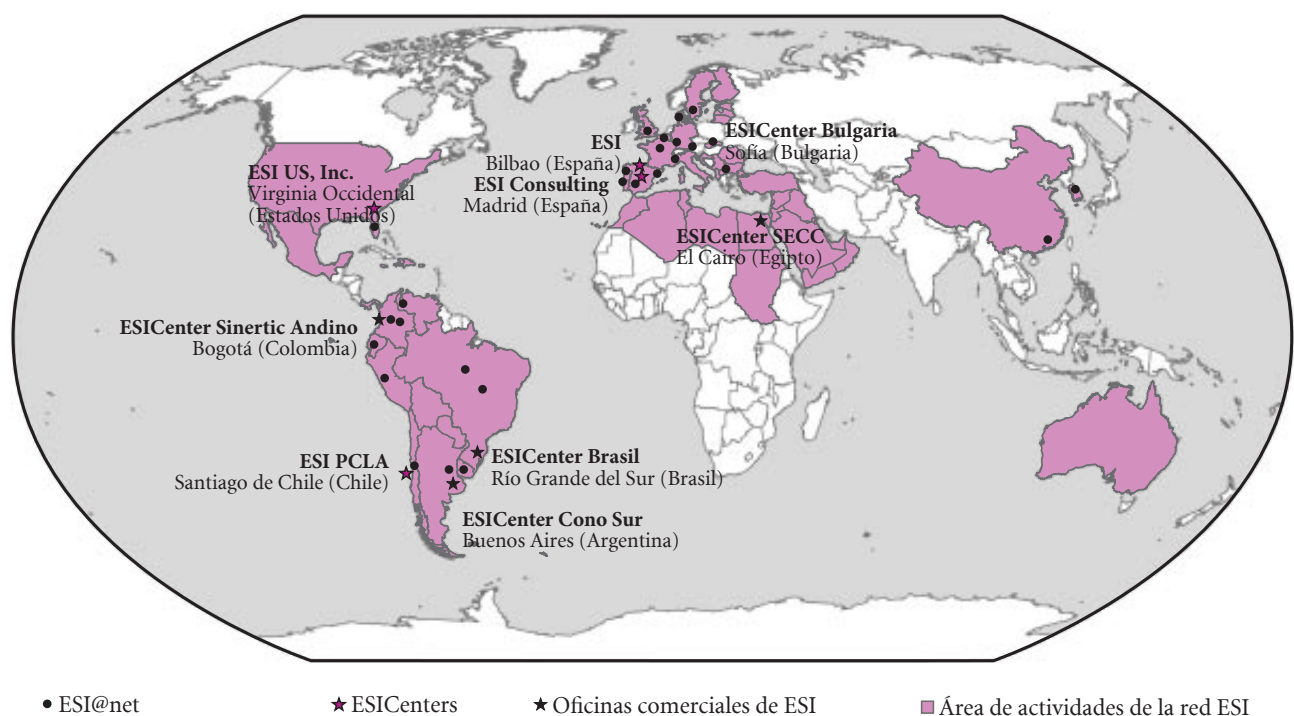 ESICenter Bulgaria
Sofía (Bulgaria)
ESI
Bilbao (España)
ESI Consulting
Madrid (España)
ESI US, Inc.
Virginia Occidental
(Estados Unidos)
ESICenter SECC
El Cairo (Egipto)
ESICenter Sinertic Andino
Bogotá (Colombia)
ESI PCLA
Santiago de Chile (Chile)
ESICenter Brasil
Río Grande del Sur (Brasil)
ESICenter Cono Sur
Buenos Aires (Argentina)
ESI@net
ESICenters
Oficinas comerciales de ESI
Área de actividades de la red ESI